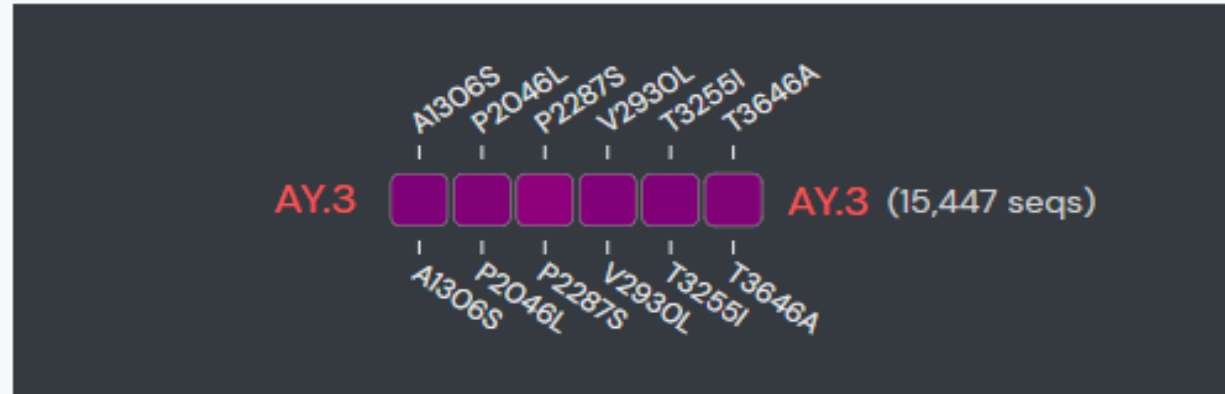 A1306S P2046L P2287S V2930L T3255I T3646A
AY.3 AY.3 (15,447 seqs)
A1306S P2046L P2287S V2930L T3255I T3646A